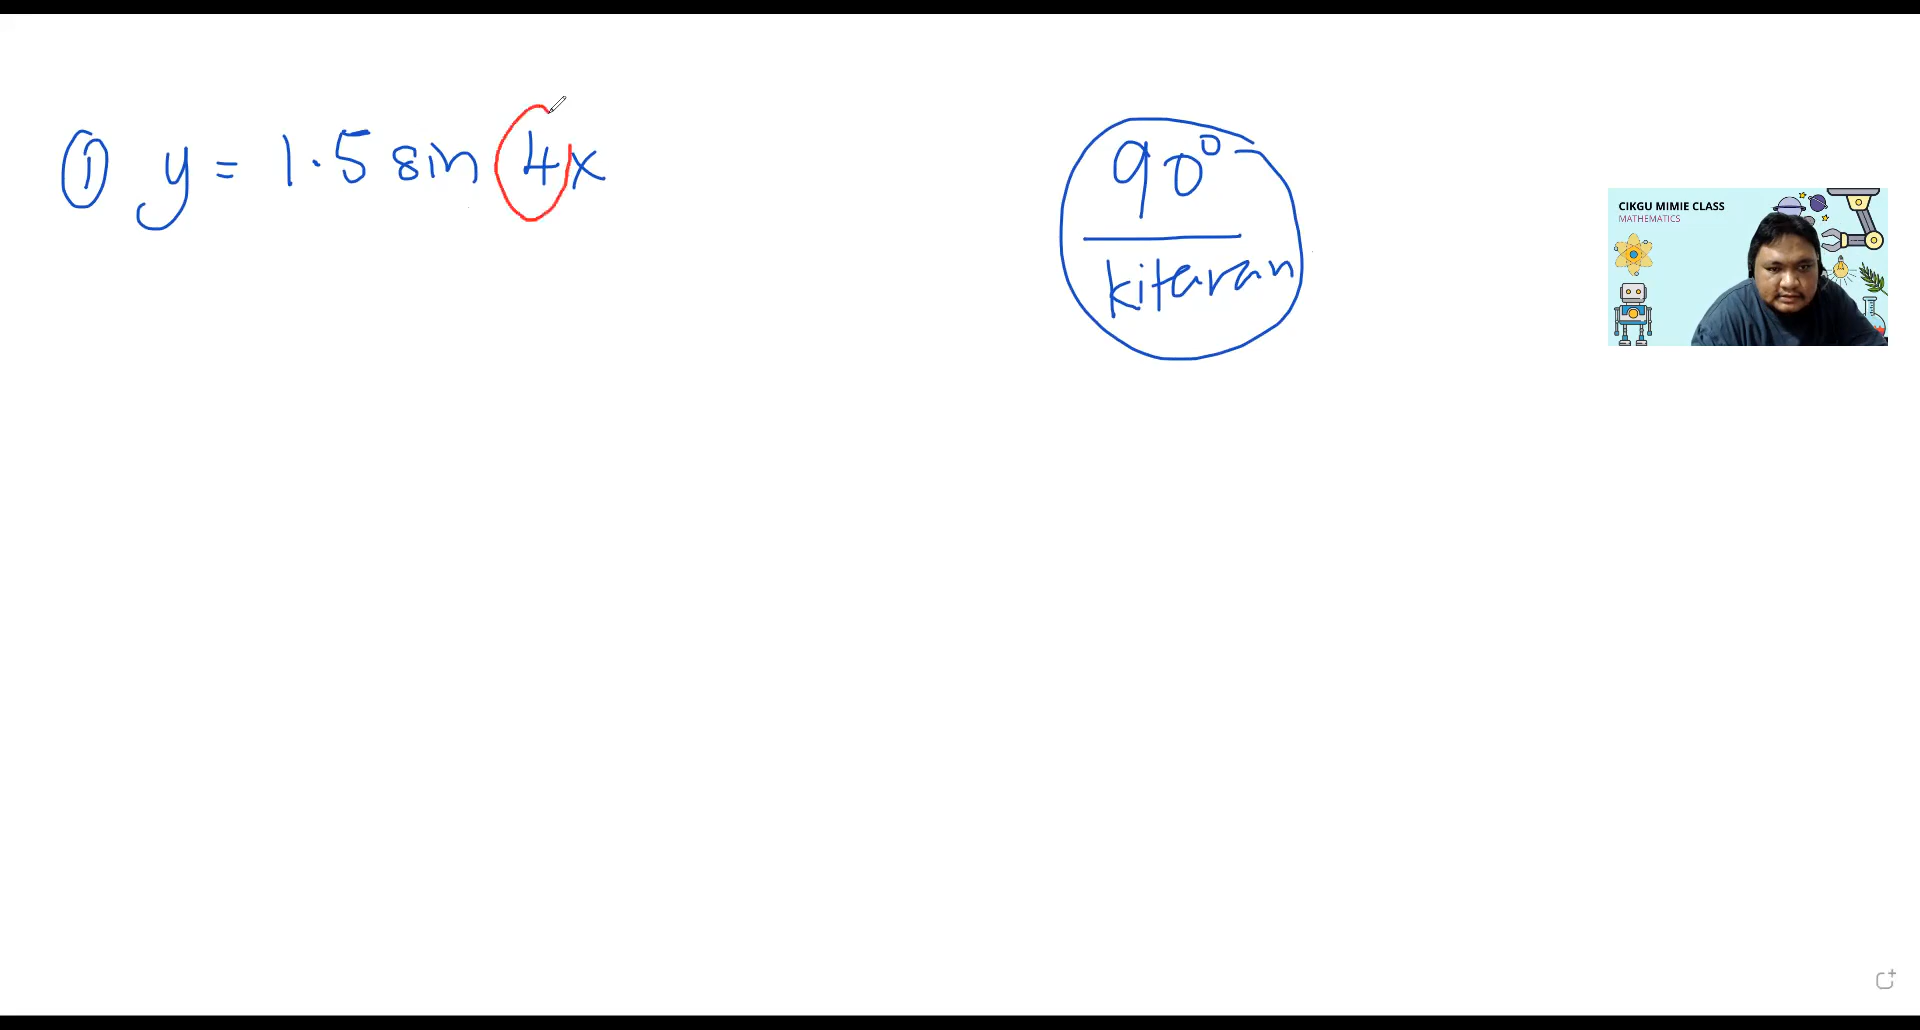 ① y = 1.5 sin 4x
90°
kitaran
CIKGU MIMIE CLASS
MATHEMATICS